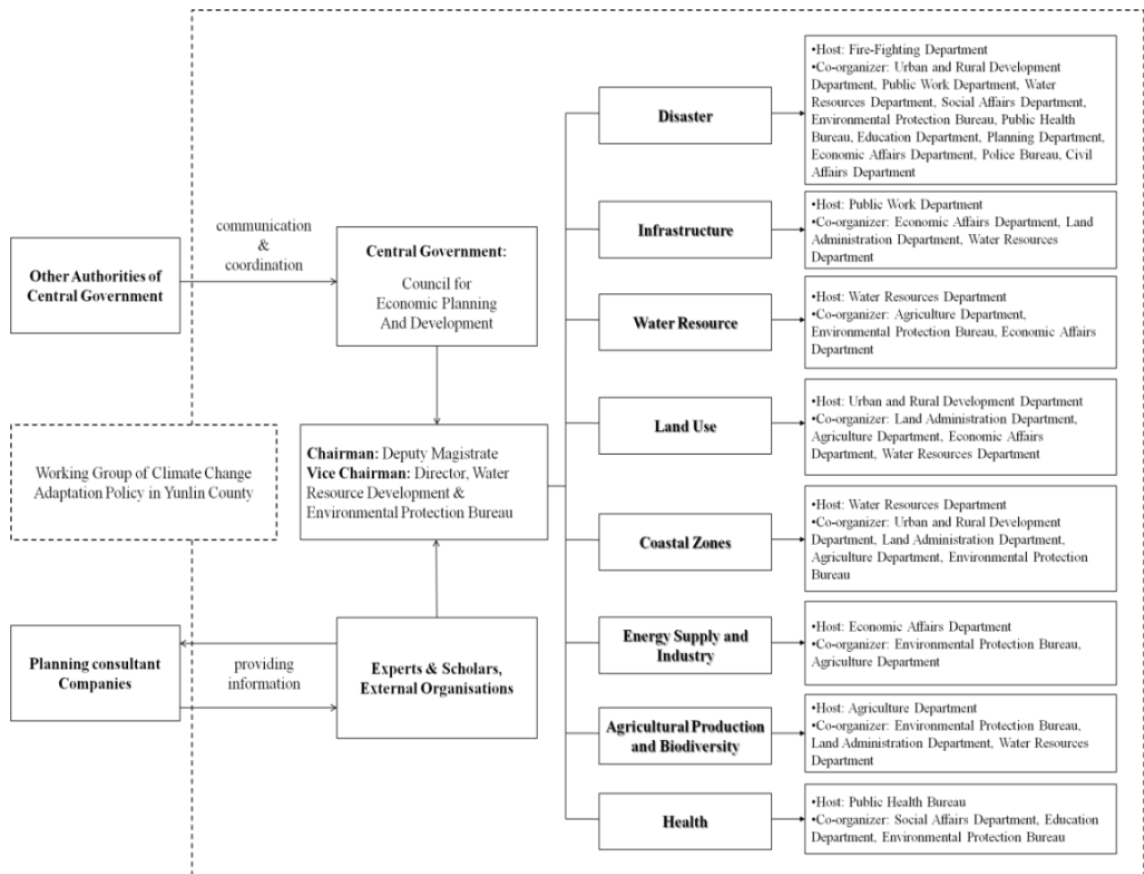 Other Authorities of
Central Government
communication
&
coordination
Central Government:
Council for
Economic Planning
And Development
Working Group of Climate Change
Adaptation Policy in Yunlin County
Chairman: Deputy Magistrate
Vice Chairman: Director, Water
Resource Development &
Environmental Protection Bureau
Planning consultant
Companies
providing
information
Experts & Scholars,
External Organisations
Disaster
•Host: Fire-Fighting Department
•Co-organizer: Urban and Rural Development
Department, Public Work Department, Water
Resources Department, Social Affairs Department,
Environmental Protection Bureau, Public Health
Bureau, Education Department, Planning Department,
Economic Affairs Department, Police Bureau, Civil
Affairs Department
Infrastructure
•Host: Public Work Department
•Co-organizer: Economic Affairs Department, Land
Administration Department, Water Resources
Department
Water Resource
•Host: Water Resources Department
•Co-organizer: Agriculture Department,
Environmental Protection Bureau, Economic Affairs
Department
Land Use
•Host: Urban and Rural Development Department
•Co-organizer: Land Administration Department,
Agriculture Department, Economic Affairs
Department, Water Resources Department
Coastal Zones
•Host: Water Resources Department
•Co-organizer: Urban and Rural Development
Department, Land Administration Department,
Agriculture Department, Environmental Protection
Bureau
Energy Supply and
Industry
•Host: Economic Affairs Department
•Co-organizer: Environmental Protection Bureau,
Agriculture Department
Agricultural Production
and Biodiversity
•Host: Agriculture Department
•Co-organizer: Environmental Protection Bureau,
Land Administration Department, Water Resources
Department
Health
•Host: Public Health Bureau
•Co-organizer: Social Affairs Department, Education
Department, Environmental Protection Bureau